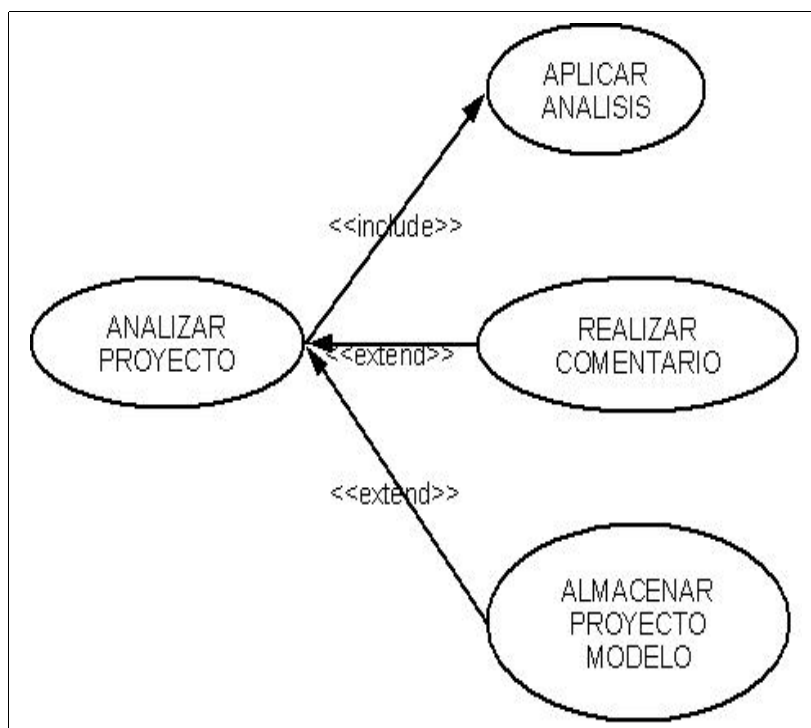 APLICAR
ANALISIS
<<include>>
ANALIZAR
PROYECTO
<<extend>>
REALIZAR
COMENTARIO
<<extend>>
ALMACENAR
PROYECTO
MODELO